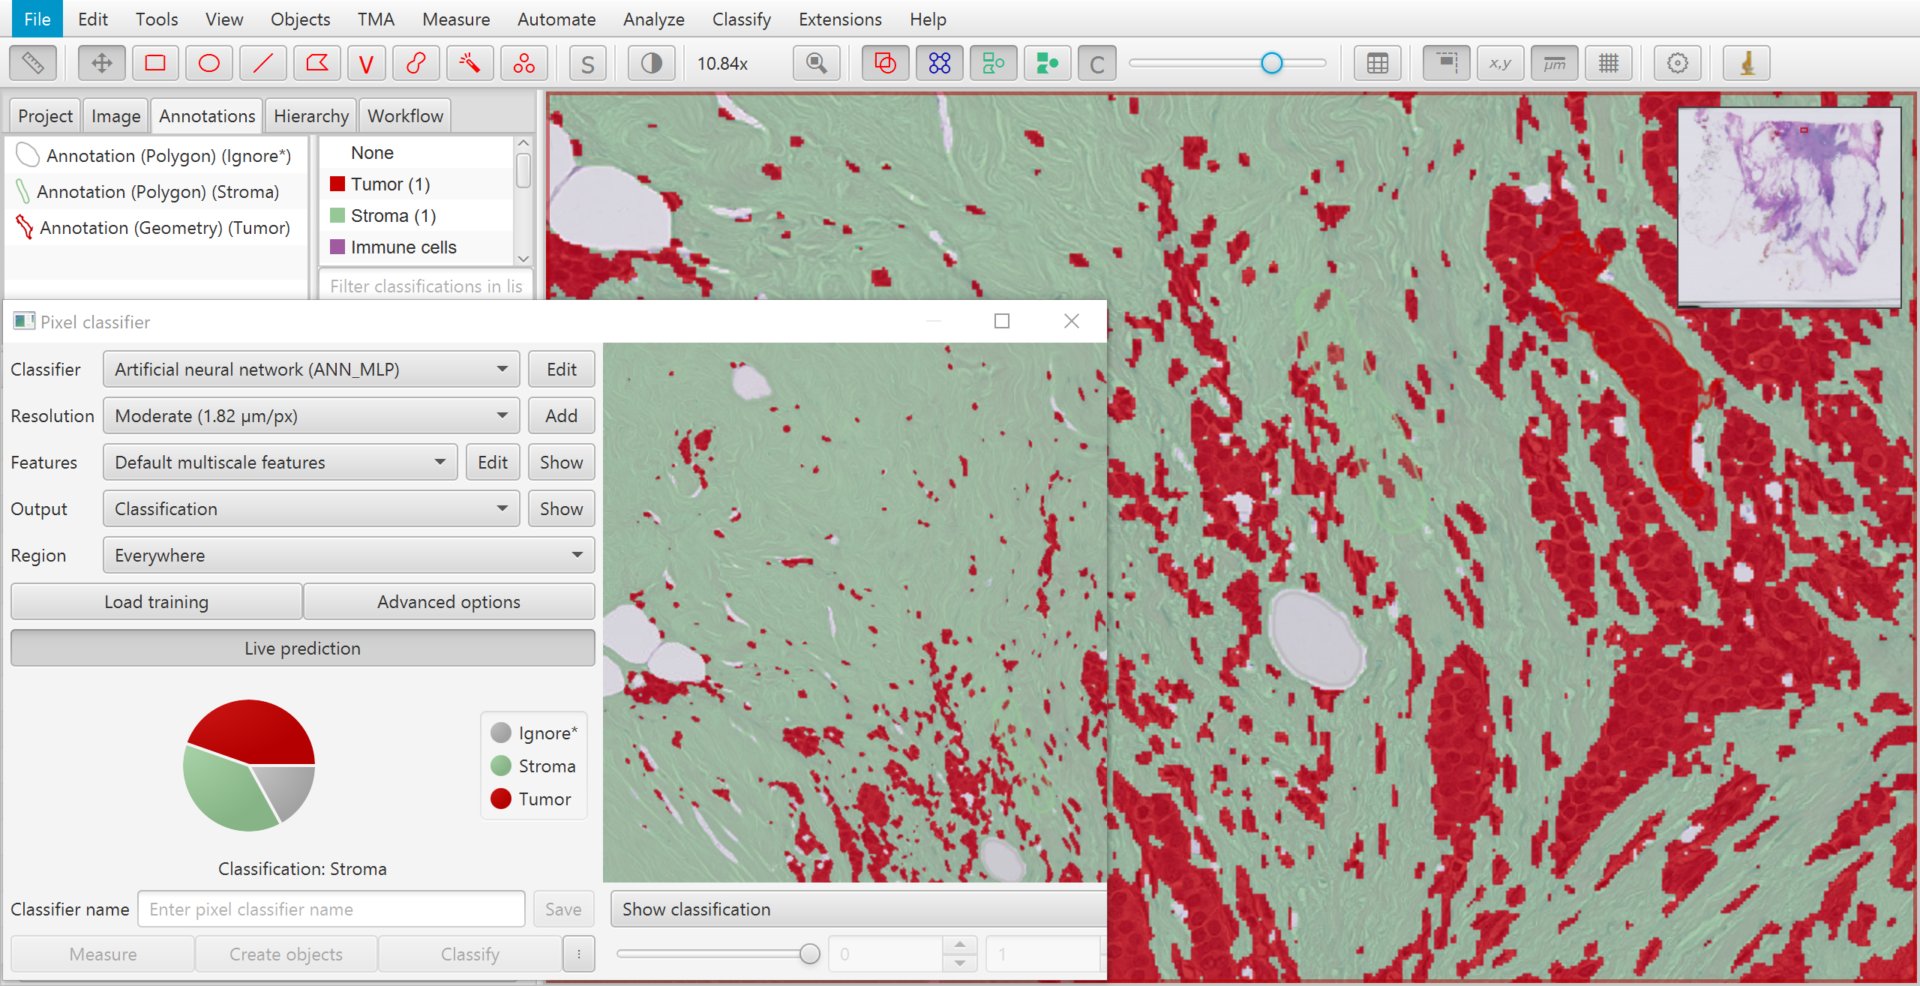 File Edit Tools View Objects TMA Measure Automate Analyze Classify Extensions Help
V S 10.84x C x,y µm
Project Image Annotations Hierarchy Workflow
Annotation (Polygon) (Ignore*)
Annotation (Polygon) (Stroma)
Annotation (Geometry) (Tumor)
None
Tumor (1)
Stroma (1)
Immune cells
Filter classifications in lis
Pixel classifier
Classifier Artificial neural network (ANN_MLP) Edit
Resolution Moderate (1.82 µm/px) Add
Features Default multiscale features Edit Show
Output Classification Show
Region Everywhere
Load training Advanced options
Live prediction
Ignore*
Stroma
Tumor
Classification: Stroma
Classifier name Enter pixel classifier name Save
Measure Create objects Classify
Show classification
0 1